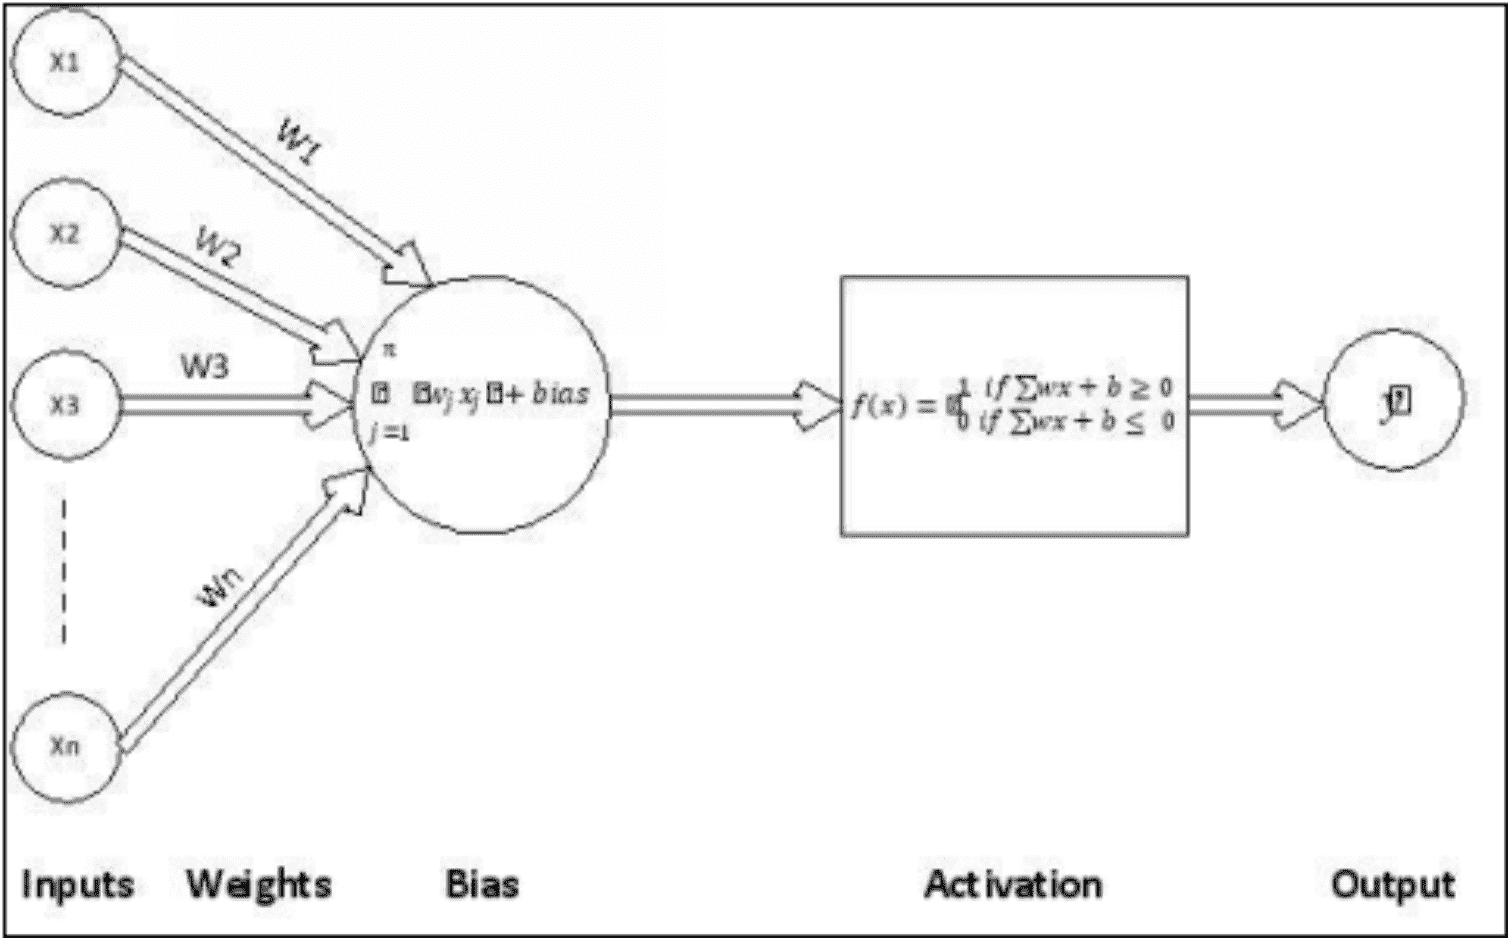 X1
W1
X2
W2
X3
W3
Xn
Wn
n
wj xj + bias
j=1
f(x) =
1 if ∑wx + b ≥ 0
0 if ∑wx + b ≤ 0
y
Inputs Weights Bias Activation Output